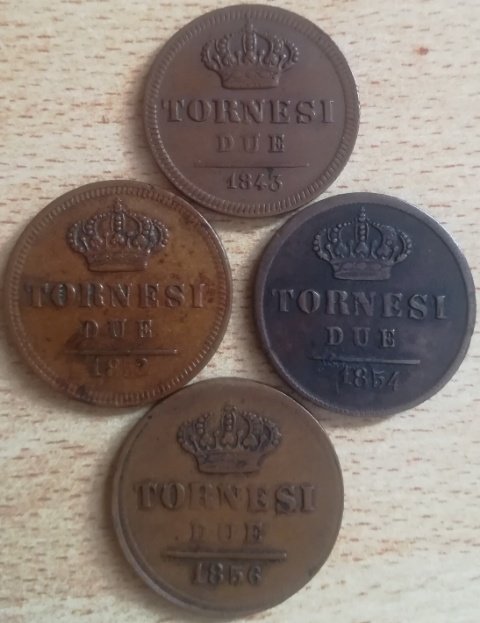 TORNESI
DUE
1843
TORNESI
DUE
TORNESI
DUE
1854
TORNESI
DUE
1856